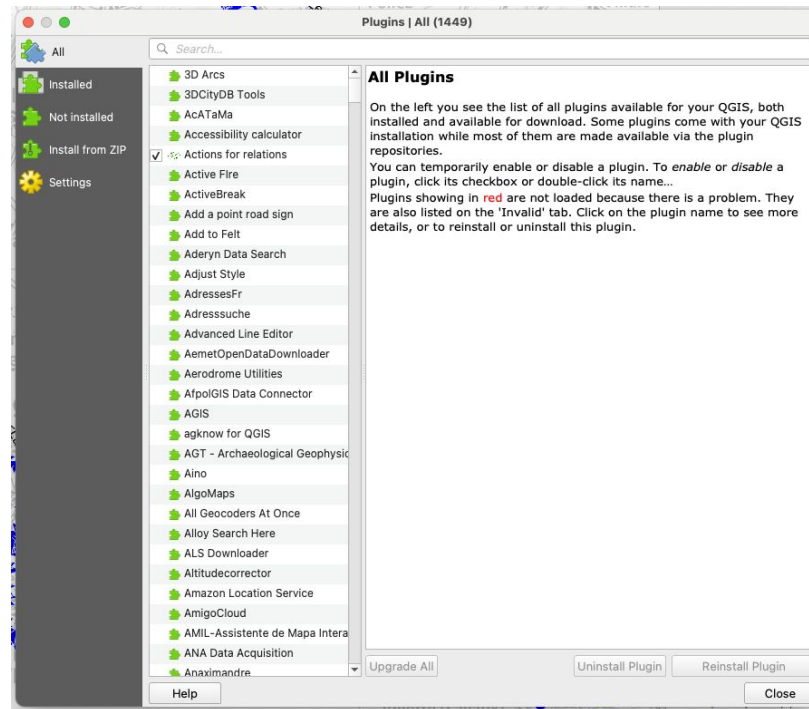 Plugins | All (1449)
All
Installed
Not installed
Install from ZIP
Settings
Search...
3D Arcs
3DCityDB Tools
AcATaMa
Accessibility calculator
Actions for relations
Active FIre
ActiveBreak
Add a point road sign
Add to Felt
Aderyn Data Search
Adjust Style
AdressesFr
Adresssuche
Advanced Line Editor
AemetOpenDataDownloader
Aerodrome Utilities
AfpolGIS Data Connector
AGIS
agknow for QGIS
AGT - Archaeological Geophysic
Aino
AlgoMaps
All Geocoders At Once
Alloy Search Here
ALS Downloader
Altitudecorrector
Amazon Location Service
AmigoCloud
AMIL-Assistente de Mapa Intera
ANA Data Acquisition
Anaximandre
All Plugins
On the left you see the list of all plugins available for your QGIS, both
installed and available for download. Some plugins come with your QGIS
installation while most of them are made available via the plugin
repositories.
You can temporarily enable or disable a plugin. To enable or disable a
plugin, click its checkbox or double-click its name...
Plugins showing in red are not loaded because there is a problem. They
are also listed on the 'Invalid' tab. Click on the plugin name to see more
details, or to reinstall or uninstall this plugin.
Upgrade All
Uninstall Plugin
Reinstall Plugin
Help
Close